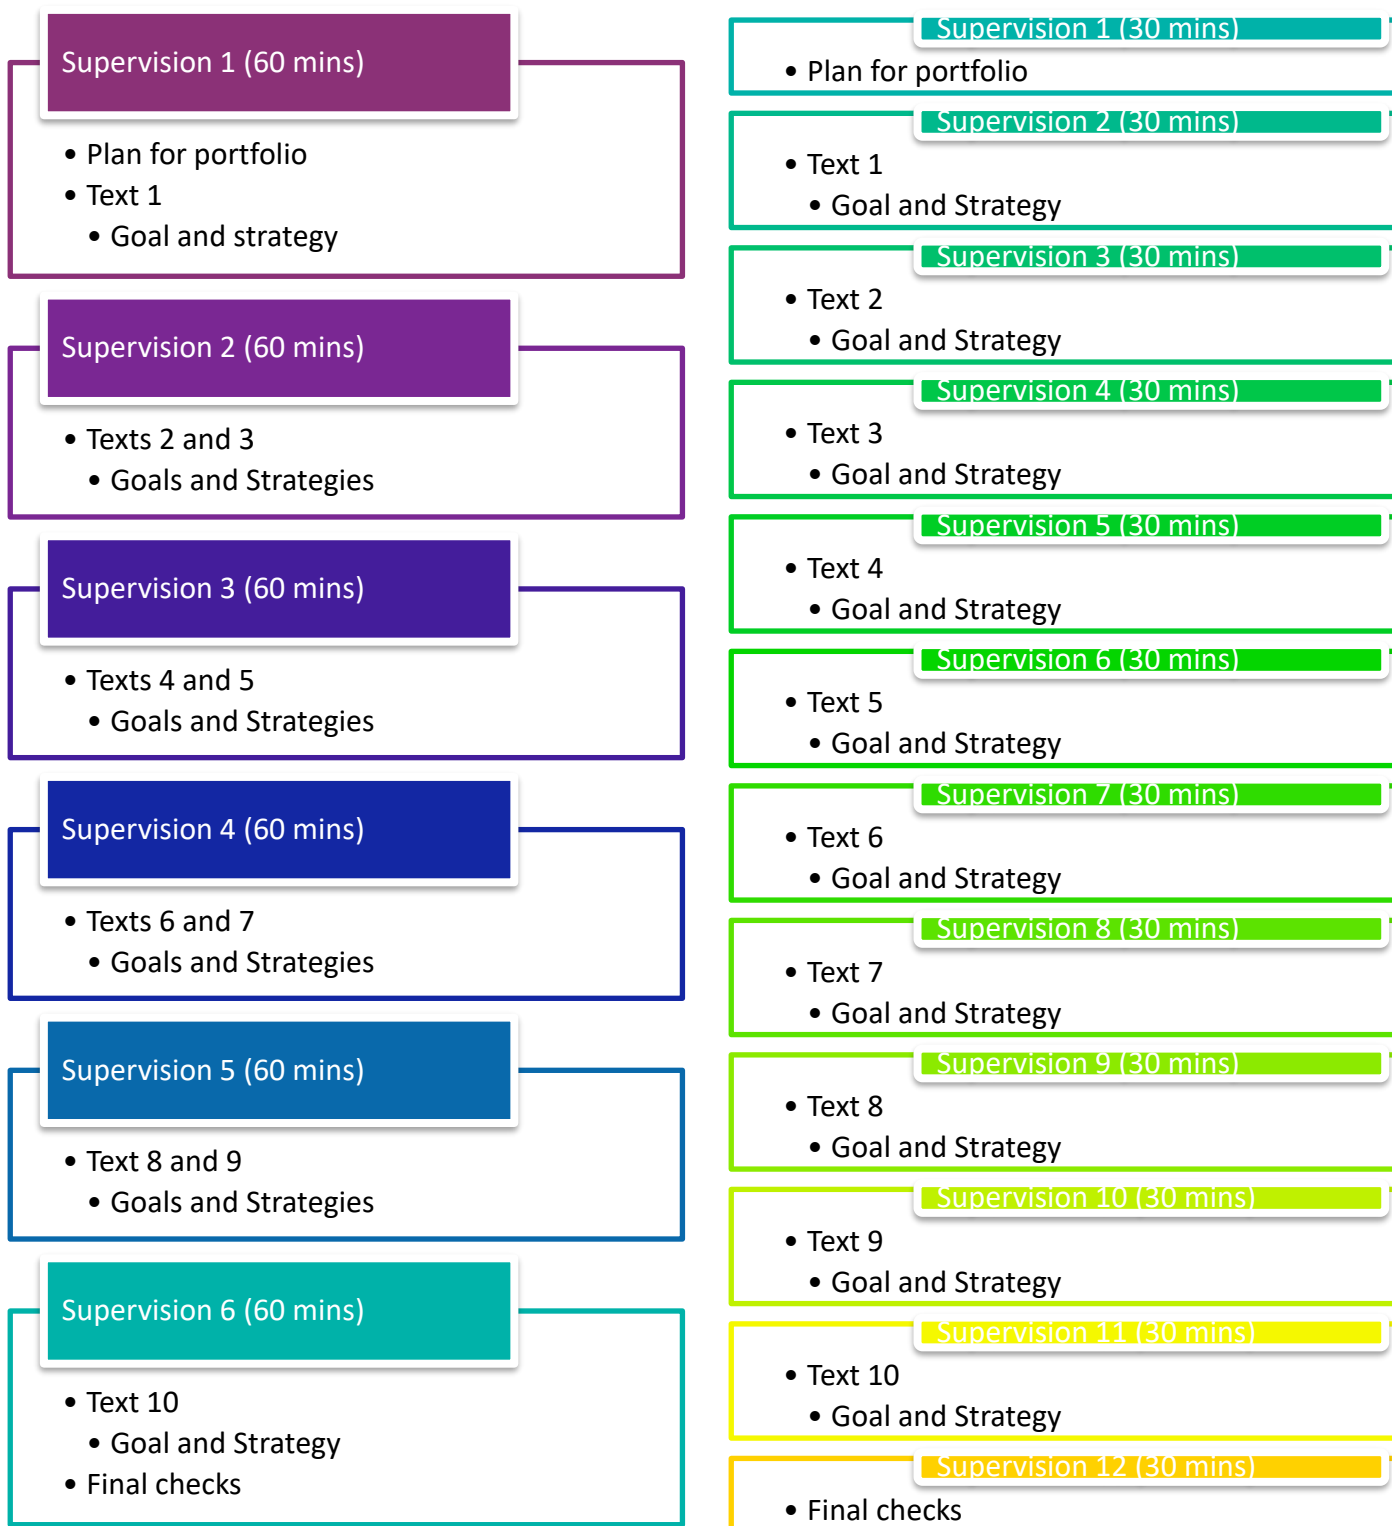 Supervision 1 (60 mins)
• Plan for portfolio
• Text 1
• Goal and strategy
Supervision 2 (60 mins)
• Texts 2 and 3
• Goals and Strategies
Supervision 3 (60 mins)
• Texts 4 and 5
• Goals and Strategies
Supervision 4 (60 mins)
• Texts 6 and 7
• Goals and Strategies
Supervision 5 (60 mins)
• Text 8 and 9
• Goals and Strategies
Supervision 6 (60 mins)
• Text 10
• Goal and Strategy
• Final checks
Supervision 1 (30 mins)
• Plan for portfolio
Supervision 2 (30 mins)
• Text 1
• Goal and Strategy
Supervision 3 (30 mins)
• Text 2
• Goal and Strategy
Supervision 4 (30 mins)
• Text 3
• Goal and Strategy
Supervision 5 (30 mins)
• Text 4
• Goal and Strategy
Supervision 6 (30 mins)
• Text 5
• Goal and Strategy
Supervision 7 (30 mins)
• Text 6
• Goal and Strategy
Supervision 8 (30 mins)
• Text 7
• Goal and Strategy
Supervision 9 (30 mins)
• Text 8
• Goal and Strategy
Supervision 10 (30 mins)
• Text 9
• Goal and Strategy
Supervision 11 (30 mins)
• Text 10
• Goal and Strategy
Supervision 12 (30 mins)
• Final checks